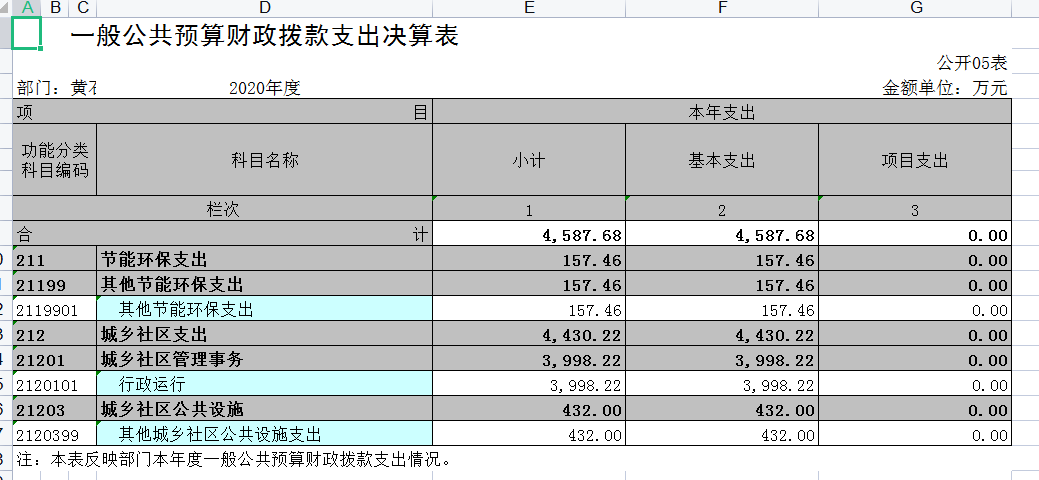 A B C D E F G
一般公共预算财政拨款支出决算表
公开05表
部门：黄 2020年度 金额单位：万元
项 目 本年支出
功能分类
科目编码 科目名称 小计 基本支出 项目支出
栏次 1 2 3
合 计 4,587.68 4,587.68 0.00
211 节能环保支出 157.46 157.46 0.00
21199 其他节能环保支出 157.46 157.46 0.00
2119901 其他节能环保支出 157.46 157.46 0.00
212 城乡社区支出 4,430.22 4,430.22 0.00
21201 城乡社区管理事务 3,998.22 3,998.22 0.00
2120101 行政运行 3,998.22 3,998.22 0.00
21203 城乡社区公共设施 432.00 432.00 0.00
2120399 其他城乡社区公共设施支出 432.00 432.00 0.00
注：本表反映部门本年度一般公共预算财政拨款支出情况。